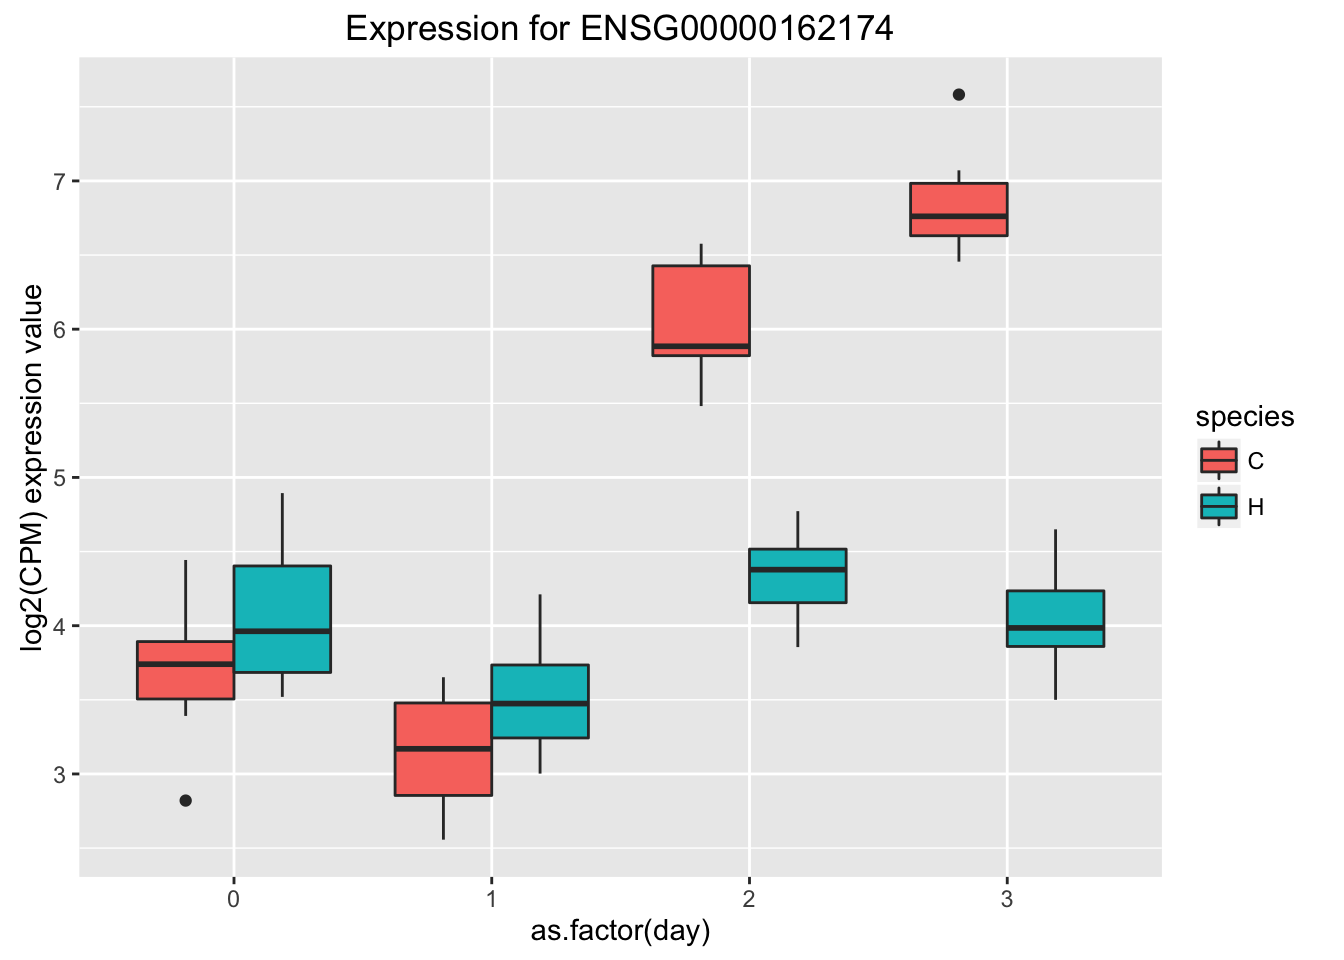 Expression for ENSG00000162174
log2(CPM) expression value
7
6
5
4
3
0
1
2
3
as.factor(day)
species
C
H